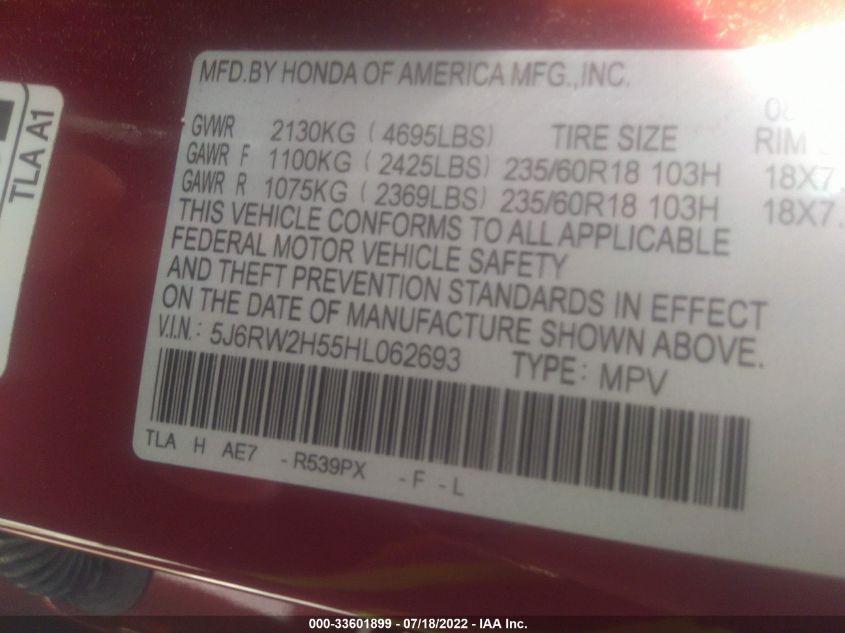 MFD.BY HONDA OF AMERICA MFG.,INC.
GVWR 2130KG ( 4695LBS) TIRE SIZE RIM
GAWR F 1100KG ( 2425LBS) 235/60R18 103H 18X7.
GAWR R 1075KG ( 2369LBS) 235/60R18 103H 18X7.
THIS VEHICLE CONFORMS TO ALL APPLICABLE
FEDERAL MOTOR VEHICLE SAFETY
AND THEFT PREVENTION STANDARDS IN EFFECT
ON THE DATE OF MANUFACTURE SHOWN ABOVE.
V.I.N.: 5J6RW2H55HL062693 TYPE: MPV
TLA H AE7 - R539PX - F - L
TLA A1
000-33601899 - 07/18/2022 - IAA Inc.